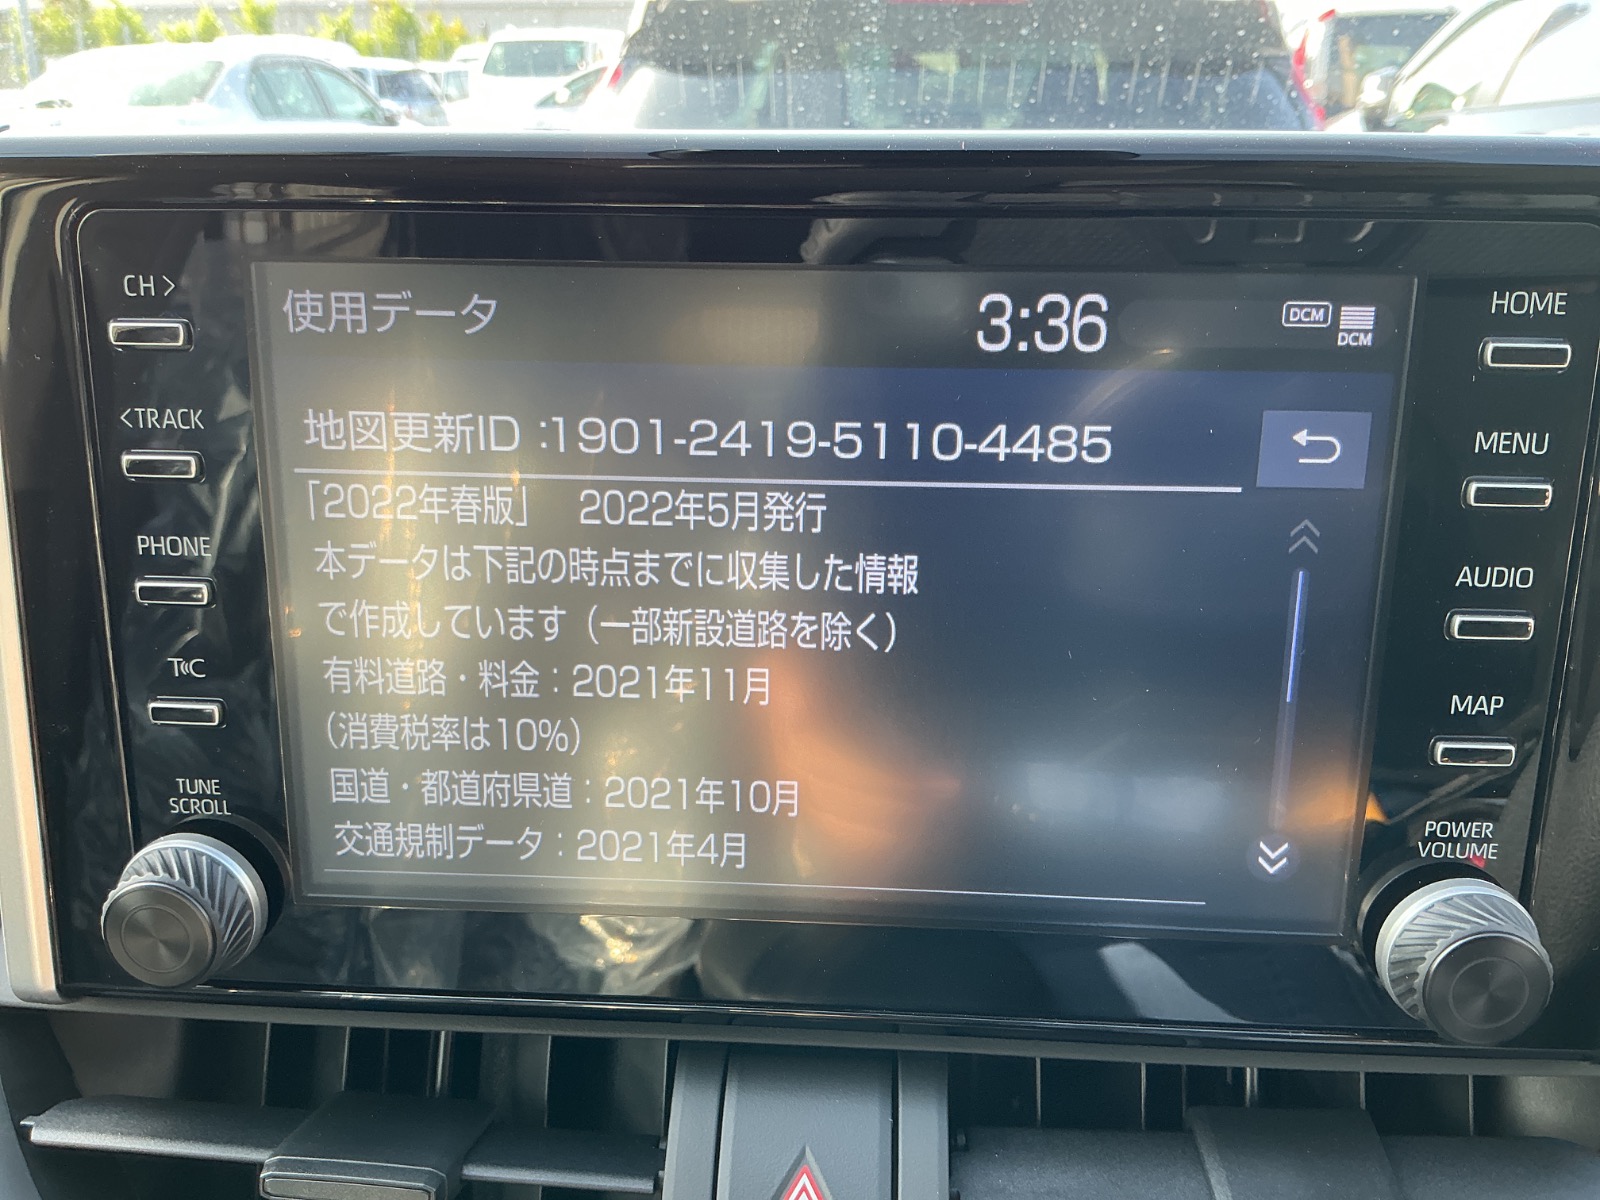 CH >
<TRACK
PHONE
T«C
TUNE
SCROLL
使用データ
3:36
DCM
DCM
地図更新ID :1901-2419-5110-4485
「2022年春版」　2022年5月発行
本データは下記の時点までに収集した情報
で作成しています（一部新設道路を除く）
有料道路・料金：2021年11月
（消費税率は10%）
国道・都道府県道：2021年10月
交通規制データ：2021年4月
HOME
MENU
AUDIO
MAP
POWER
VOLUME